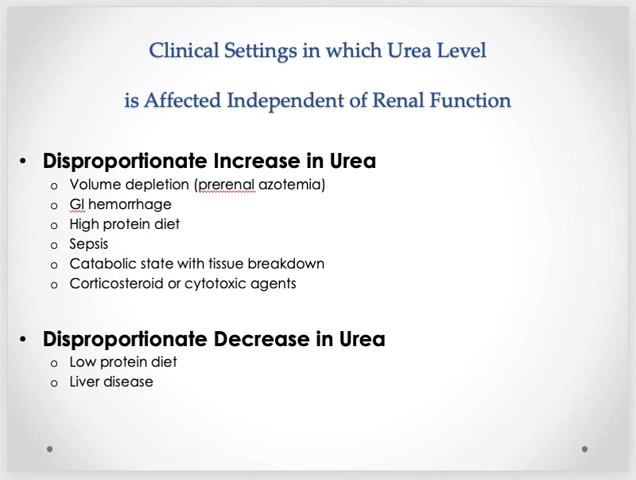 Clinical Settings in which Urea Level
is Affected Independent of Renal Function
• Disproportionate Increase in Urea
o Volume depletion (prerenal azotemia)
o GI hemorrhage
o High protein diet
o Sepsis
o Catabolic state with tissue breakdown
o Corticosteroid or cytotoxic agents
• Disproportionate Decrease in Urea
o Low protein diet
o Liver disease